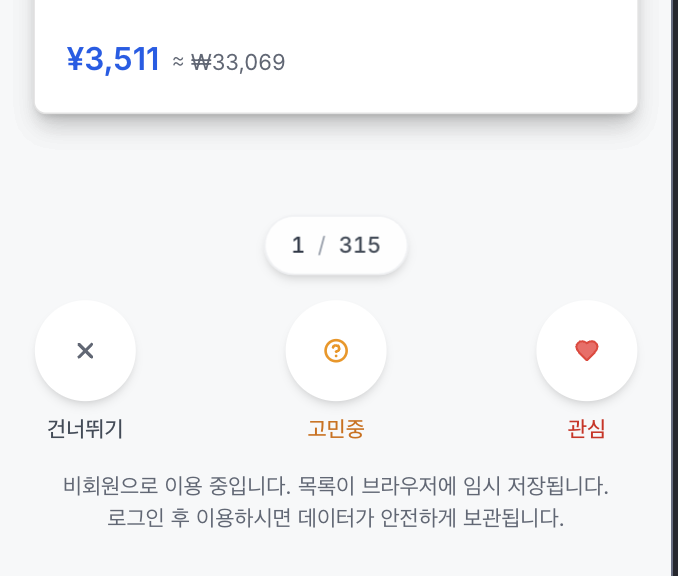 ¥3,511 ≈ ₩33,069
1 / 315
건너뛰기 고민중 관심
비회원으로 이용 중입니다. 목록이 브라우저에 임시 저장됩니다.
로그인 후 이용하시면 데이터가 안전하게 보관됩니다.